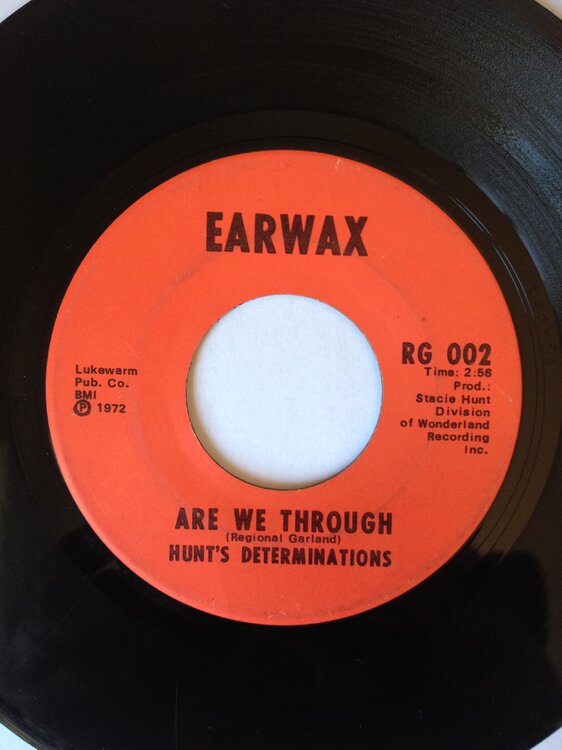 EARWAX
RG 002
Time: 2:56
Prod.:
Stacie Hunt
Division
of Wonderland
Recording
Inc.
Lukewarm
Pub. Co.
BMI
Ⓟ 1972
ARE WE THROUGH
(Regional Garland)
HUNT'S DETERMINATIONS